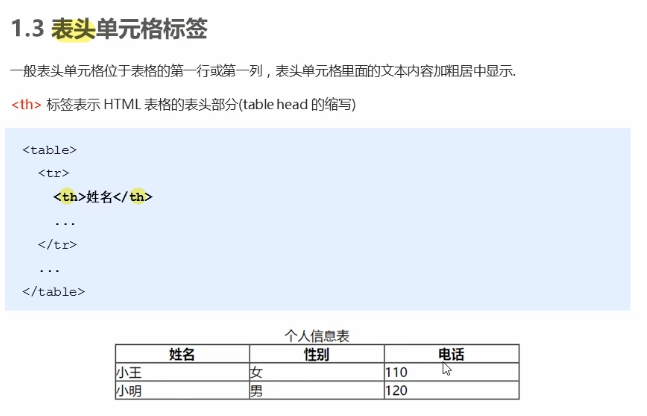 1.3 表头单元格标签
一般表头单元格位于表格的第一行或第一列，表头单元格里面的文本内容加粗居中显示.
<th> 标签表示 HTML 表格的表头部分(table head 的缩写)
<table>
<tr>
<th>姓名</th>
...
</tr>
...
</table>
个人信息表
姓名 性别 电话
小王 女 110
小明 男 120